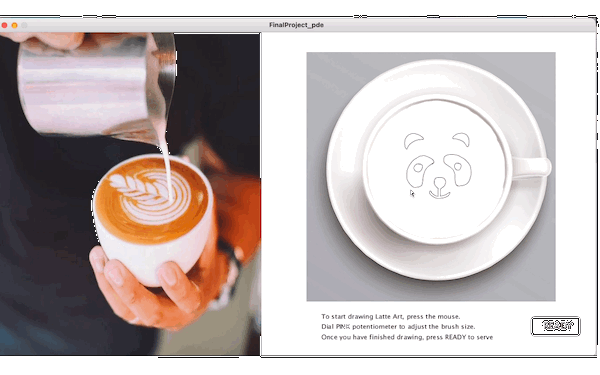 FinalProject_pde
To start drawing Latte Art, press the mouse.
Dial PINK potentiometer to adjust the brush size.
Once you have finished drawing, press READY to serve
READY